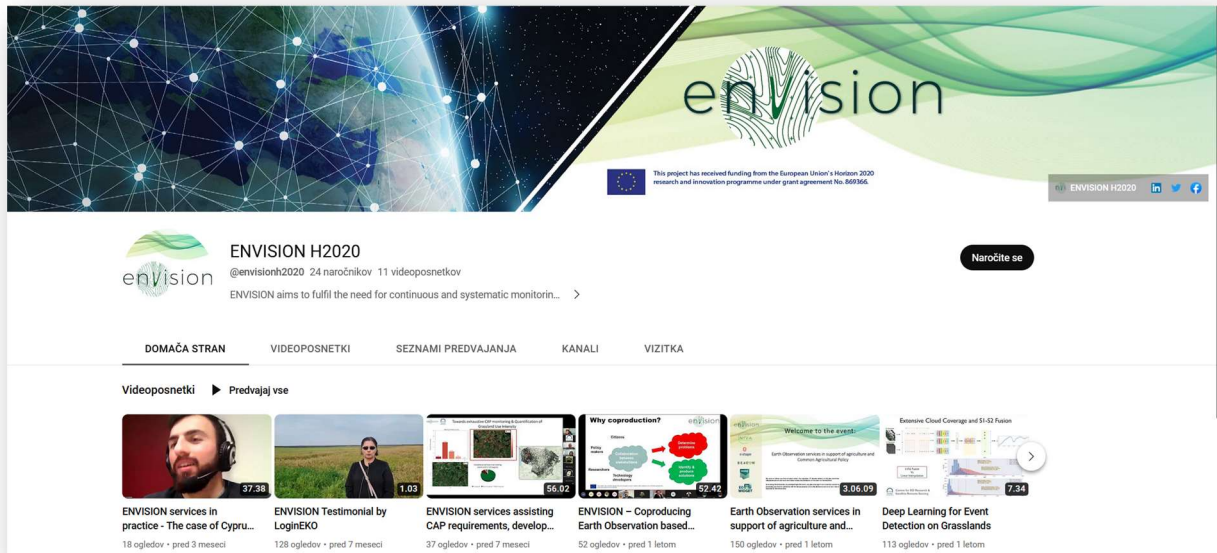 envision
This project has received funding from the European Union's Horizon 2020
research and innovation programme under grant agreement No. 869366.
ENVISION H2020
envision
ENVISION H2020
@envisionh2020 24 naročnikov 11 videoposnetkov
ENVISION aims to fulfil the need for continuous and systematic monitorin...
Naročite se
DOMAČA STRAN VIDEOPOSNETKI SEZNAMI PREDVAJANJA KANALI VIZITKA
Videoposnetki Predvajaj vse
37.38
1.03
56.02
Why coproduction?
envision
Citizens
Policy
makers
Researchers
Technology
developers
52.42
Welcome to the event:
Earth Observation services in support of agriculture and
Common Agricultural Policy
3.06.09
Extensive Cloud Coverage and S1-S2 Fusion
7.34
ENVISION services in
practice - The case of Cypru...
18 ogledov • pred 3 meseci
ENVISION Testimonial by
LoginEKO
128 ogledov • pred 7 meseci
ENVISION services assisting
CAP requirements, develop...
37 ogledov • pred 7 meseci
ENVISION – Coproducing
Earth Observation based...
52 ogledov • pred 1 letom
Earth Observation services in
support of agriculture and...
150 ogledov • pred 1 letom
Deep Learning for Event
Detection on Grasslands
113 ogledov • pred 1 letom